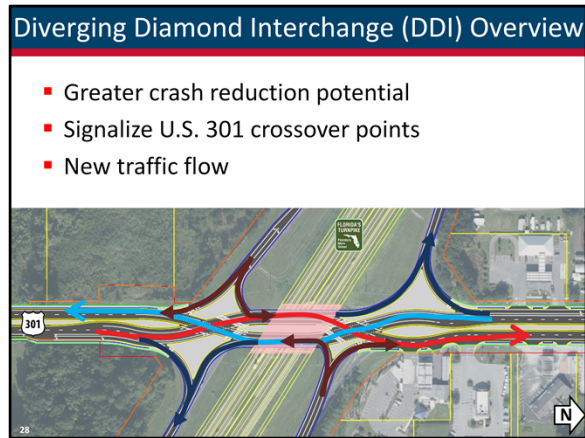 Diverging Diamond Interchange (DDI) Overview
Greater crash reduction potential
Signalize U.S. 301 crossover points
New traffic flow
FLORIDA'S
TURNPIKE
301
N
28